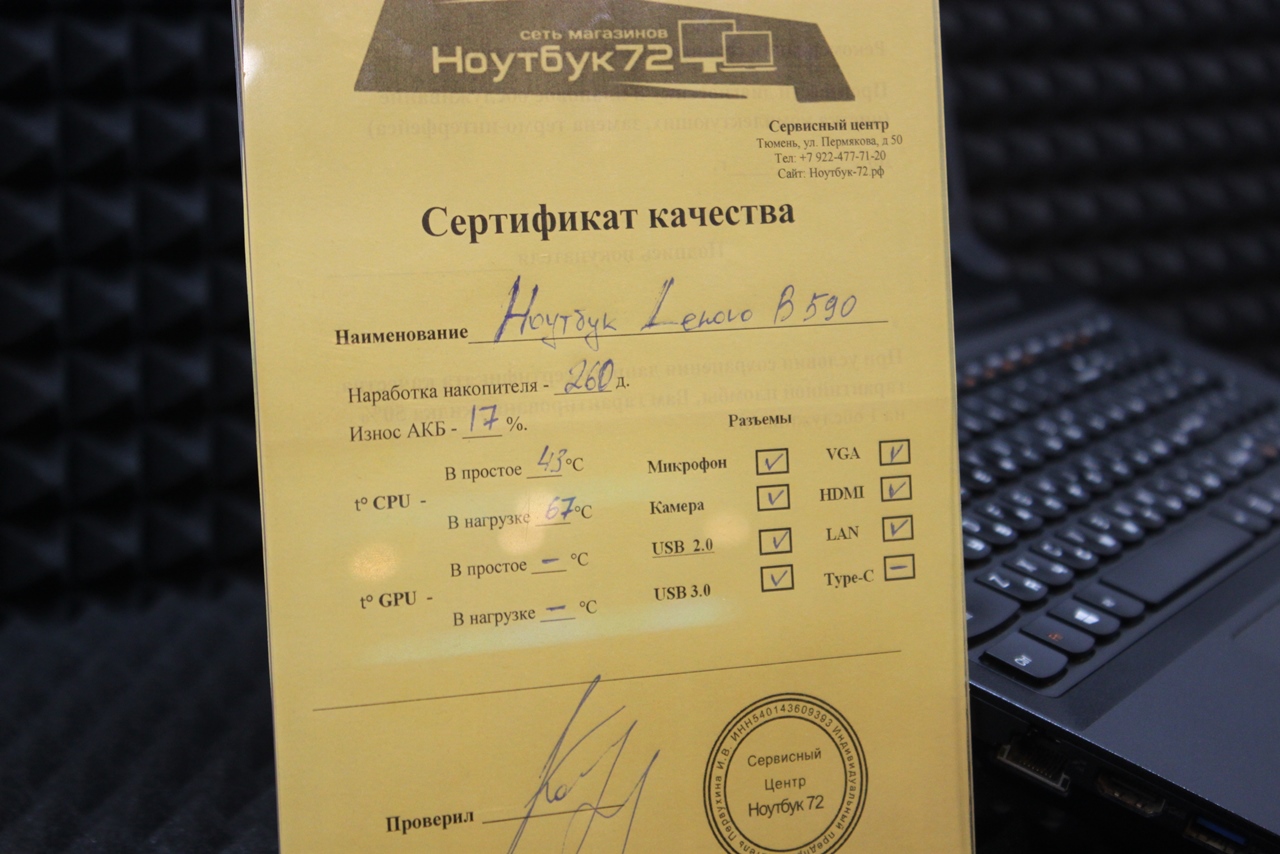 сеть магазинов
Ноутбук72
Сервисный центр
Тюмень, ул. Пермякова, д 50
Тел: +7 922-477-71-20
Сайт: Ноутбук-72.рф
Сертификат качества
Наименование Ноутбук Lenovo B590
Наработка накопителя - 260 д.
Износ АКБ - 17 %.
Разъемы
t° CPU -
В простое 43 °C
В нагрузке 67 °C
t° GPU -
В простое – °C
В нагрузке – °C
Микрофон ✓
Камера ✓
USB 2.0 ✓
USB 3.0 ✓
VGA ✓
HDMI ✓
LAN ✓
Type-C –
Проверил
Сервисный
Центр
Ноутбук 72
И.В. ИНН540143609393 Индивидуальный